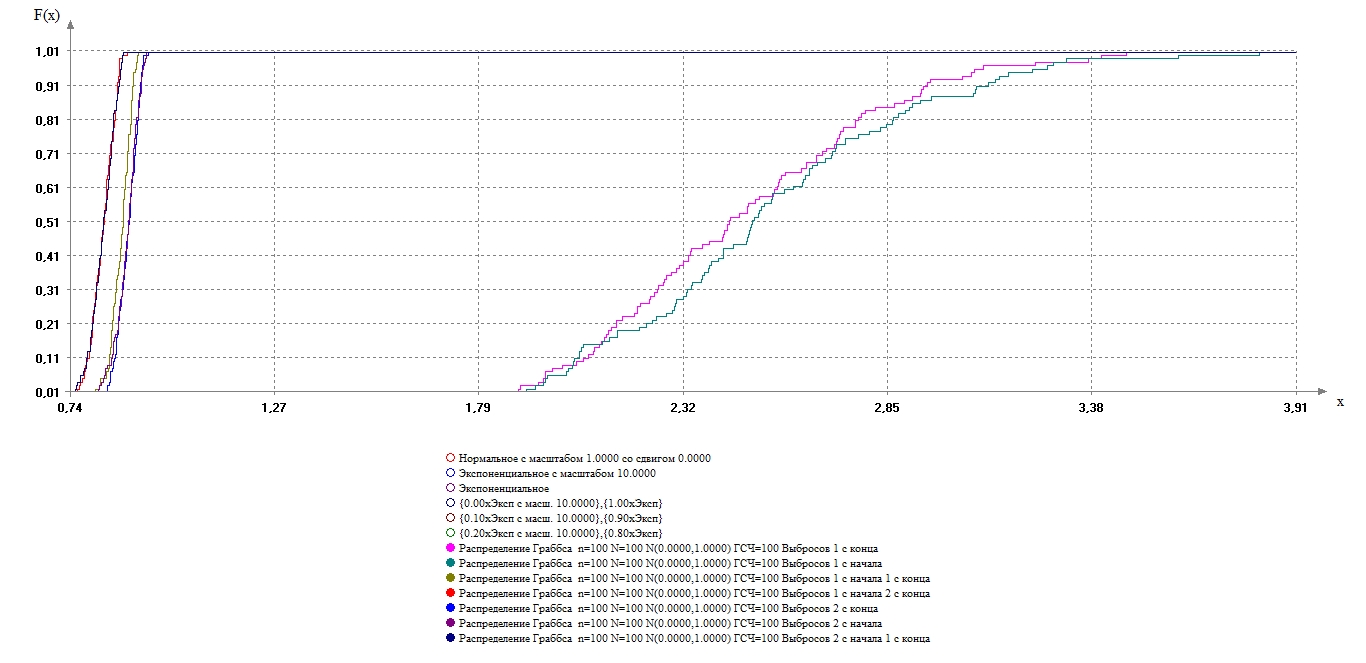 F(x)
1,01
0,91
0,81
0,71
0,61
0,51
0,41
0,31
0,21
0,11
0,01
0,74 1,27 1,79 2,32 2,85 3,38 3,91
x
Нормальное с масштабом 1.0000 со сдвигом 0.0000
Экспоненциальное с масштабом 10.0000
Экспоненциальное
{0.00хЭксп с масш. 10.0000},{1.00хЭксп}
{0.10хЭксп с масш. 10.0000},{0.90хЭксп}
{0.20хЭксп с масш. 10.0000},{0.80хЭксп}
Распределение Граббса n=100 N=100 N(0.0000,1.0000) ГСЧ=100 Выбросов 1 с конца
Распределение Граббса n=100 N=100 N(0.0000,1.0000) ГСЧ=100 Выбросов 1 с начала
Распределение Граббса n=100 N=100 N(0.0000,1.0000) ГСЧ=100 Выбросов 1 с начала 1 с конца
Распределение Граббса n=100 N=100 N(0.0000,1.0000) ГСЧ=100 Выбросов 1 с начала 2 с конца
Распределение Граббса n=100 N=100 N(0.0000,1.0000) ГСЧ=100 Выбросов 2 с конца
Распределение Граббса n=100 N=100 N(0.0000,1.0000) ГСЧ=100 Выбросов 2 с начала
Распределение Граббса n=100 N=100 N(0.0000,1.0000) ГСЧ=100 Выбросов 2 с начала 1 с конца